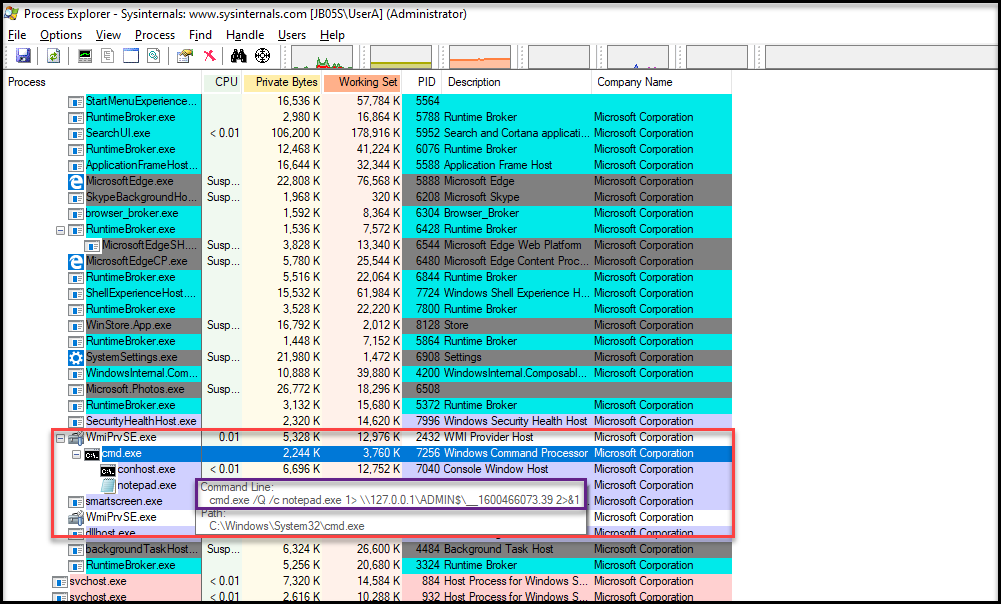 Process Explorer - Sysinternals: www.sysinternals.com [JB05S\UserA] (Administrator)
File Options View Process Find Handle Users Help
Process CPU Private Bytes Working Set PID Description Company Name
StartMenuExperience... 16,536 K 57,784 K 5564
RuntimeBroker.exe 2,980 K 16,864 K 5788 Runtime Broker Microsoft Corporation
SearchUI.exe < 0.01 106,200 K 178,916 K 5952 Search and Cortana applicati... Microsoft Corporation
RuntimeBroker.exe 12,468 K 41,224 K 6076 Runtime Broker Microsoft Corporation
ApplicationFrameHost... 16,644 K 32,344 K 5588 Application Frame Host Microsoft Corporation
MicrosoftEdge.exe Susp... 22,808 K 76,568 K 5888 Microsoft Edge Microsoft Corporation
SkypeBackgroundHo... Susp... 1,968 K 320 K 6208 Microsoft Skype Microsoft Corporation
browser_broker.exe 1,592 K 8,364 K 6304 Browser_Broker Microsoft Corporation
RuntimeBroker.exe 1,536 K 7,572 K 6428 Runtime Broker Microsoft Corporation
MicrosoftEdgeSH.... Susp... 3,828 K 13,340 K 6544 Microsoft Edge Web Platform Microsoft Corporation
MicrosoftEdgeCP.exe Susp... 5,780 K 25,544 K 6480 Microsoft Edge Content Proc... Microsoft Corporation
RuntimeBroker.exe 5,516 K 22,064 K 6844 Runtime Broker Microsoft Corporation
ShellExperienceHost.... 15,532 K 61,984 K 7724 Windows Shell Experience H... Microsoft Corporation
RuntimeBroker.exe 3,528 K 22,220 K 7800 Runtime Broker Microsoft Corporation
WinStore.App.exe Susp... 16,792 K 2,012 K 8128 Store Microsoft Corporation
RuntimeBroker.exe 1,448 K 7,152 K 5864 Runtime Broker Microsoft Corporation
SystemSettings.exe Susp... 21,980 K 1,472 K 6908 Settings Microsoft Corporation
WindowsInternal.Com... 10,888 K 39,880 K 4200 WindowsInternal.Composabl... Microsoft Corporation
Microsoft.Photos.exe Susp... 26,772 K 18,296 K 6508
RuntimeBroker.exe 3,132 K 15,680 K 5372 Runtime Broker Microsoft Corporation
SecurityHealthHost.exe 2,320 K 14,620 K 7996 Windows Security Health Host Microsoft Corporation
WmiPrvSE.exe 0.01 5,328 K 12,976 K 2432 WMI Provider Host Microsoft Corporation
cmd.exe 2,244 K 3,760 K 7256 Windows Command Processor Microsoft Corporation
conhost.exe < 0.01 6,696 K 12,752 K 7040 Console Window Host Microsoft Corporation
notepad.exe Microsoft Corporation
Command Line:
smartscreen.exe Microsoft Corporation
cmd.exe /Q /c notepad.exe 1> \\127.0.0.1\ADMIN$\__1600466073.39 2>&1
WmiPrvSE.exe Microsoft Corporation
Path:
C:\Windows\System32\cmd.exe
dllhost.exe Microsoft Corporation
backgroundTaskHost... Susp... 6,324 K 26,600 K 4484 Background Task Host Microsoft Corporation
RuntimeBroker.exe 5,256 K 20,680 K 3324 Runtime Broker Microsoft Corporation
svchost.exe < 0.01 7,320 K 14,584 K 884 Host Process for Windows S... Microsoft Corporation
svchost.exe < 0.01 2,616 K 10,288 K 932 Host Process for Windows S... Microsoft Corporation